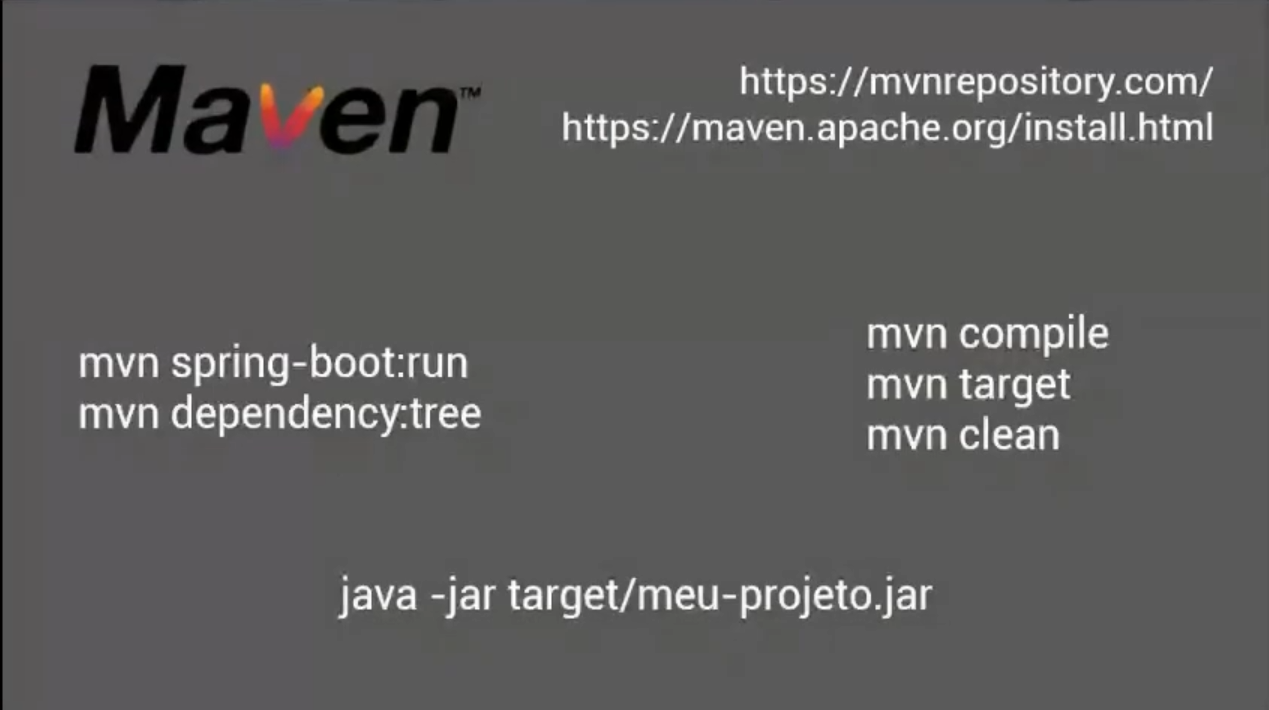 Maven™
https://mvnrepository.com/
https://maven.apache.org/install.html
mvn spring-boot:run
mvn dependency:tree
mvn compile
mvn target
mvn clean
java -jar target/meu-projeto.jar